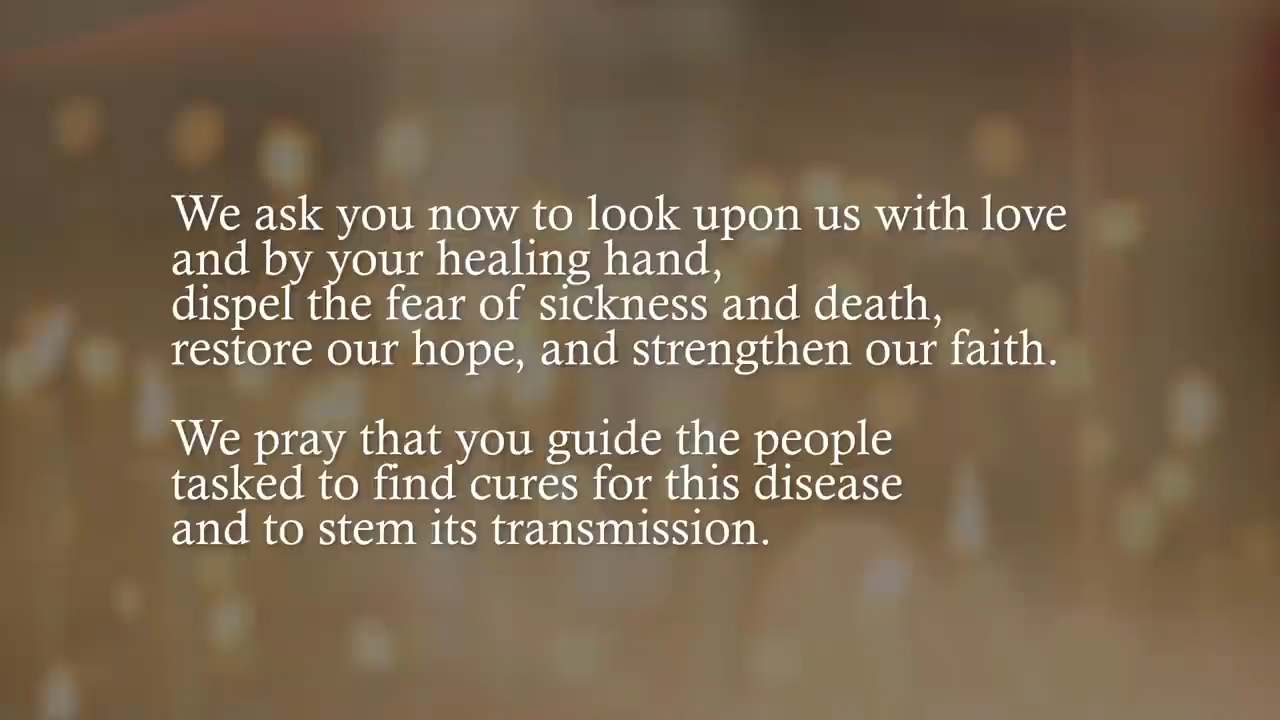 We ask you now to look upon us with love
and by your healing hand,
dispel the fear of sickness and death,
restore our hope, and strengthen our faith.
We pray that you guide the people
tasked to find cures for this disease
and to stem its transmission.